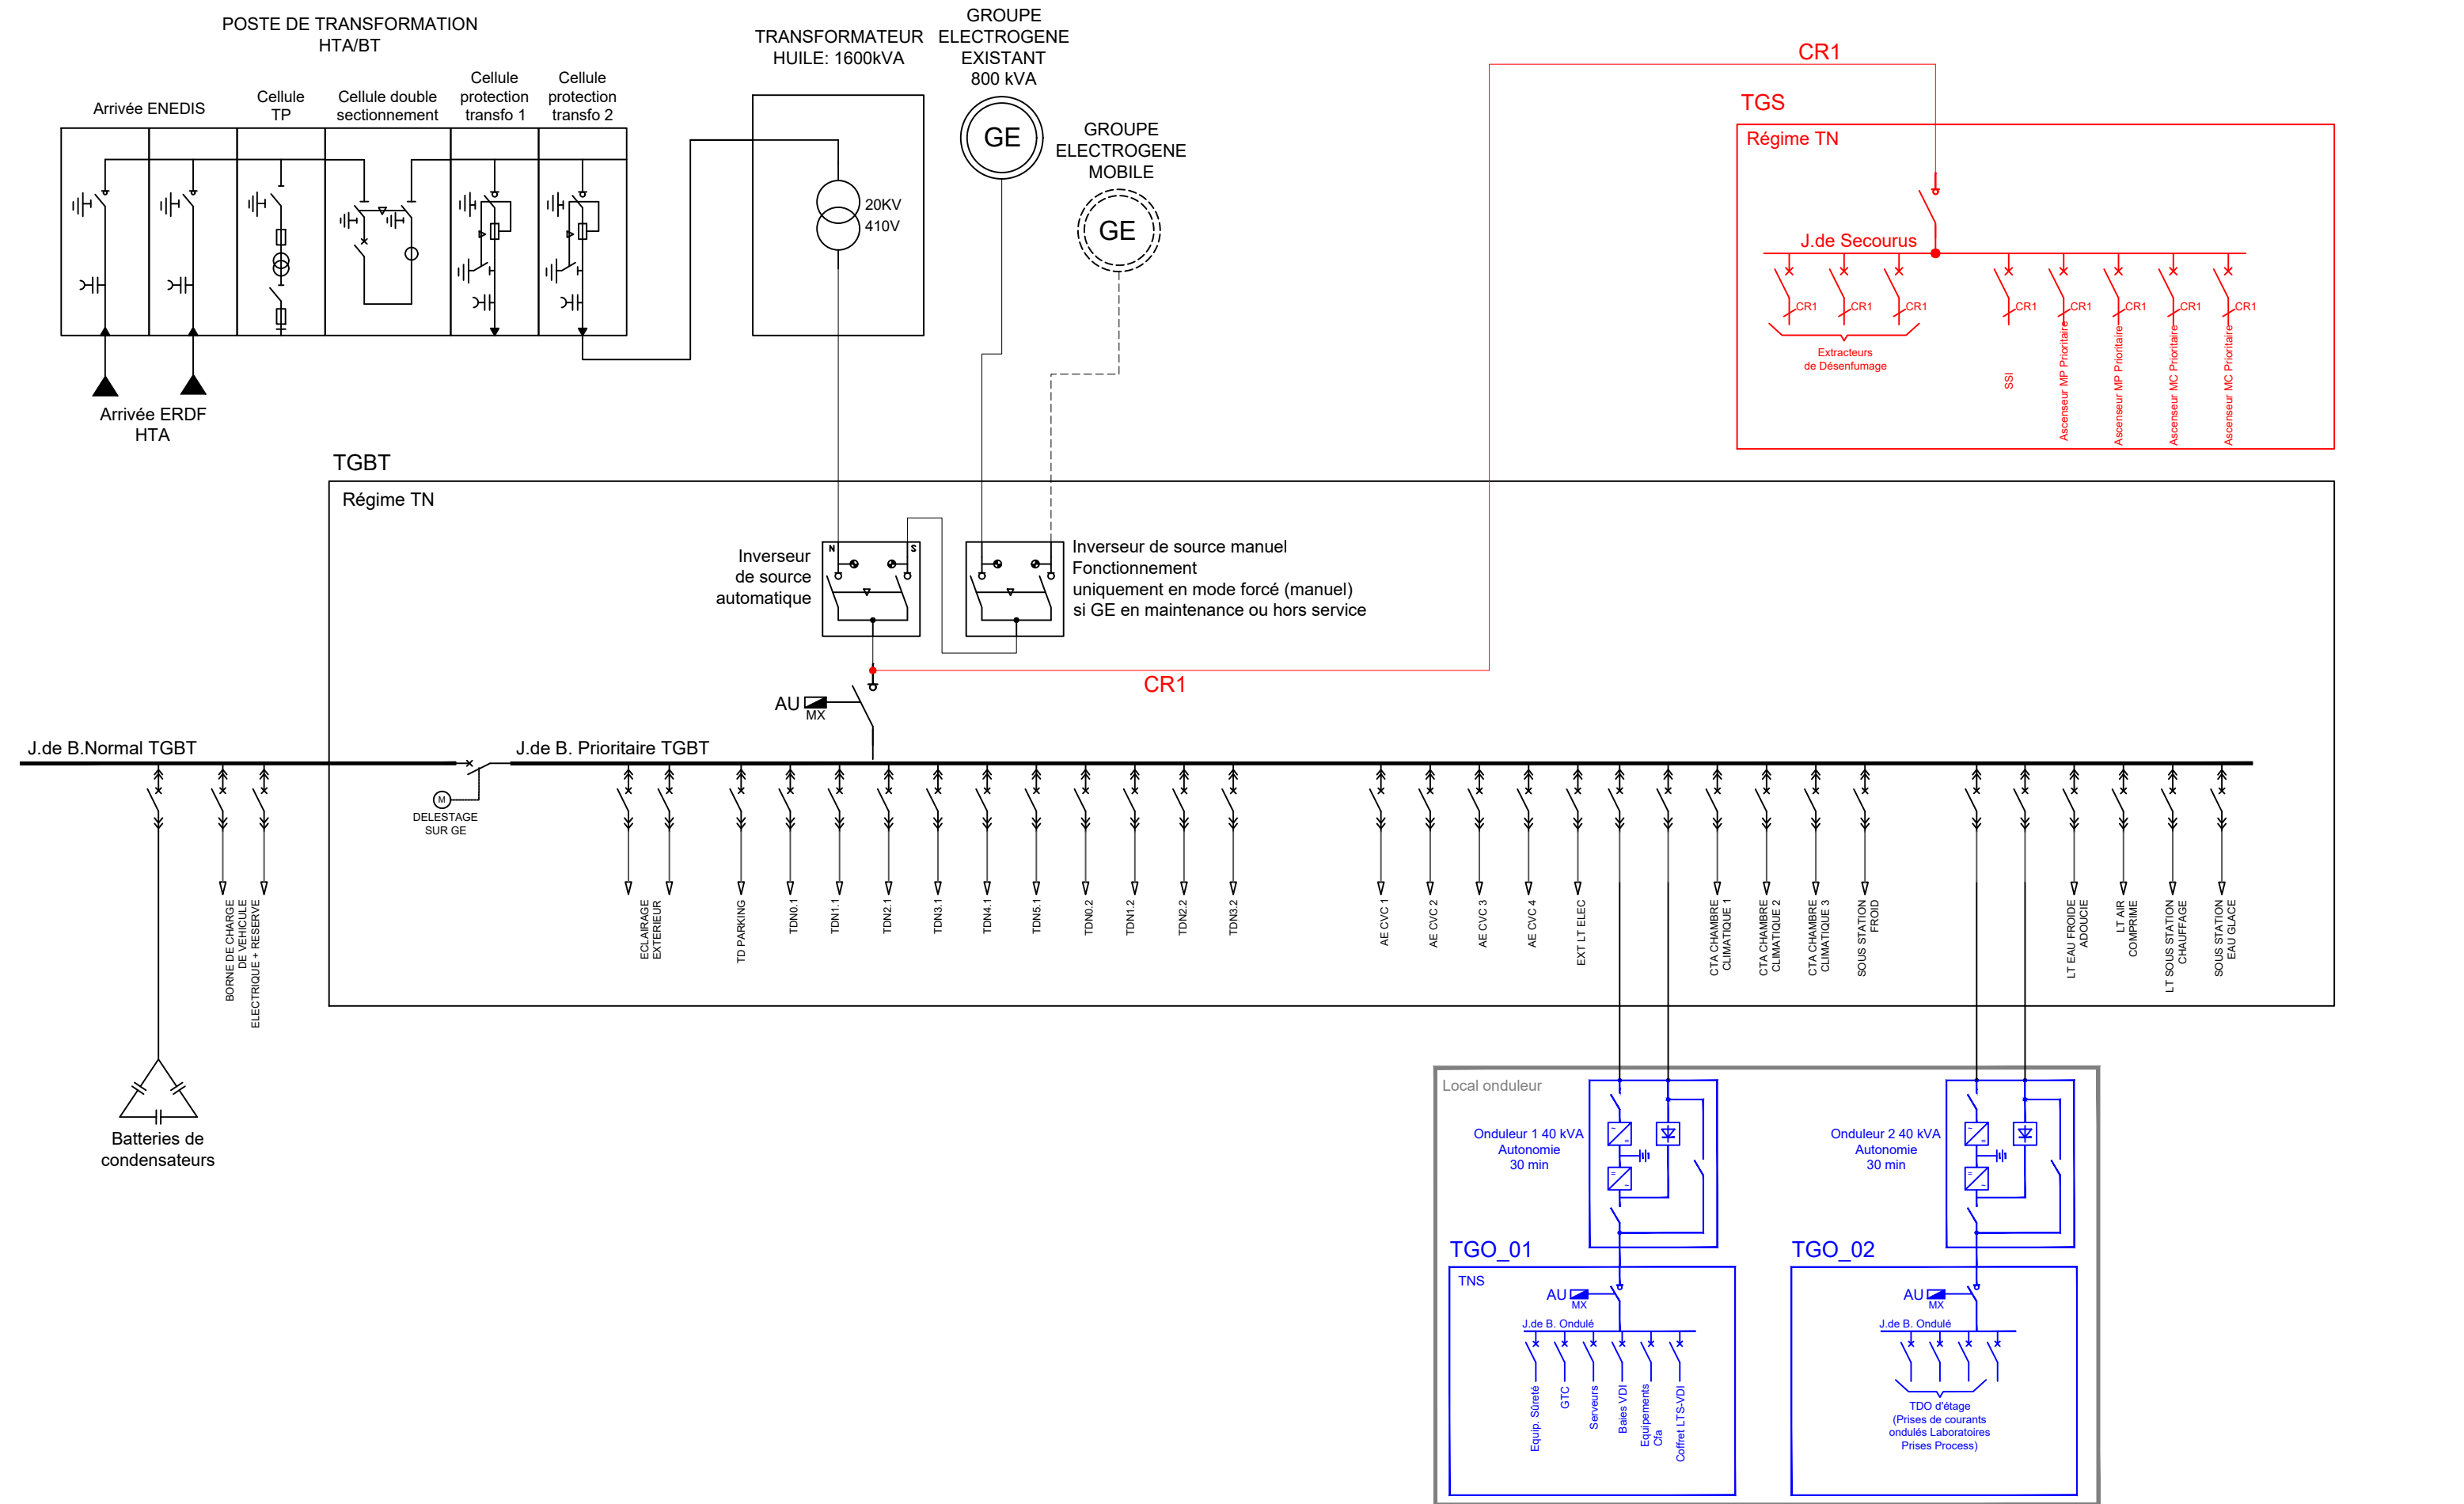 POSTE DE TRANSFORMATION
HTA/BT
Arrivée ENEDIS
Cellule
TP
Cellule double
sectionnement
Cellule
protection
transfo 1
Cellule
protection
transfo 2
Arrivée ERDF
HTA
TRANSFORMATEUR
HUILE: 1600kVA
20KV
410V
GROUPE
ELECTROGENE
EXISTANT
800 kVA
GE
GROUPE
ELECTROGENE
MOBILE
GE
CR1
TGS
Régime TN
J.de Secourus
CR1
CR1
CR1
CR1
CR1
CR1
CR1
CR1
Extracteurs
de Désenfumage
SSI
Ascenseur MP Prioritaire
Ascenseur MP Prioritaire
Ascenseur MC Prioritaire
Ascenseur MC Prioritaire
TGBT
Régime TN
Inverseur
de source
automatique
N
S
Inverseur de source manuel
Fonctionnement
uniquement en mode forcé (manuel)
si GE en maintenance ou hors service
CR1
AU
MX
J.de B.Normal TGBT
J.de B. Prioritaire TGBT
M
DELESTAGE
SUR GE
BORNE DE CHARGE
DE VEHICULE
ELECTRIQUE + RESERVE
ECLAIRAGE
EXTERIEUR
TD PARKING
TDN0.1
TDN1.1
TDN2.1
TDN3.1
TDN4.1
TDN5.1
TDN0.2
TDN1.2
TDN2.2
TDN3.2
AE CVC 1
AE CVC 2
AE CVC 3
AE CVC 4
EXT LT ELEC
CTA CHAMBRE
CLIMATIQUE 1
CTA CHAMBRE
CLIMATIQUE 2
CTA CHAMBRE
CLIMATIQUE 3
SOUS STATION
FROID
LT EAU FROIDE
ADOUCIE
LT AIR
COMPRIME
LT SOUS STATION
CHAUFFAGE
SOUS STATION
EAU GLACE
Batteries de
condensateurs
Local onduleur
Onduleur 1 40 kVA
Autonomie
30 min
Onduleur 2 40 kVA
Autonomie
30 min
TGO_01
TNS
AU
MX
J.de B. Ondulé
Equip. Sûreté
GTC
Serveurs
Baies VDI
Equipements
Cfa
Coffret LTS-VDI
TGO_02
AU
MX
J.de B. Ondulé
TDO d'étage
(Prises de courants
ondulés Laboratoires
Prises Process)